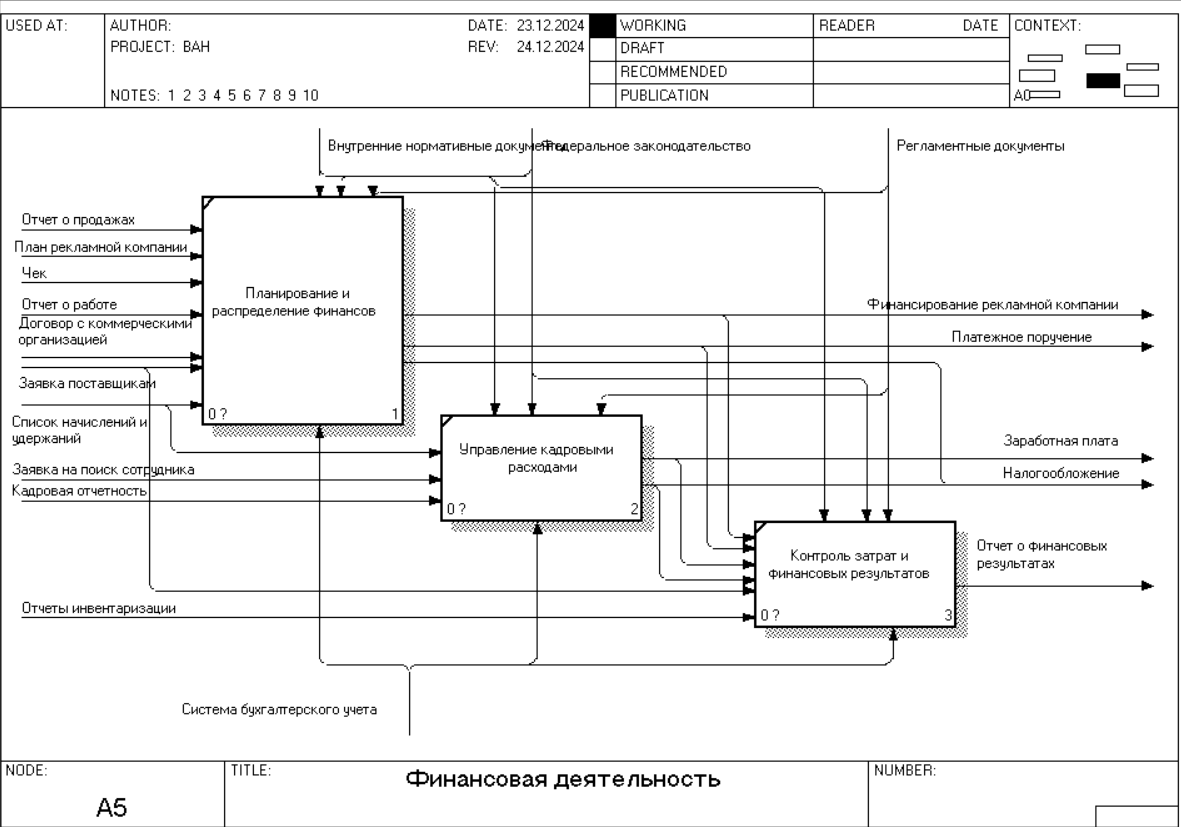 USED AT:
AUTHOR:
DATE: 23.12.2024
PROJECT: ВАН
REV: 24.12.2024
NOTES: 1 2 3 4 5 6 7 8 9 10
WORKING
DRAFT
RECOMMENDED
PUBLICATION
READER DATE
CONTEXT:
A0
Внутренние нормативные документы
Федеральное законодательство
Регламентные документы
Отчет о продажах
План рекламной компании
Чек
Отчет о работе
Договор с коммерческими
организацией
Заявка поставщикам
Список начислений и
удержаний
Заявка на поиск сотрудника
Кадровая отчетность
Отчеты инвентаризации
Планирование и
распределение финансов
0 ? 1
Управление кадровыми
расходами
0 ? 2
Контроль затрат и
финансовых результатов
0 ? 3
Финансирование рекламной компании
Платежное поручение
Заработная плата
Налогообложение
Отчет о финансовых
результатах
Система бухгалтерского учета
NODE:
A5
TITLE:
Финансовая деятельность
NUMBER: